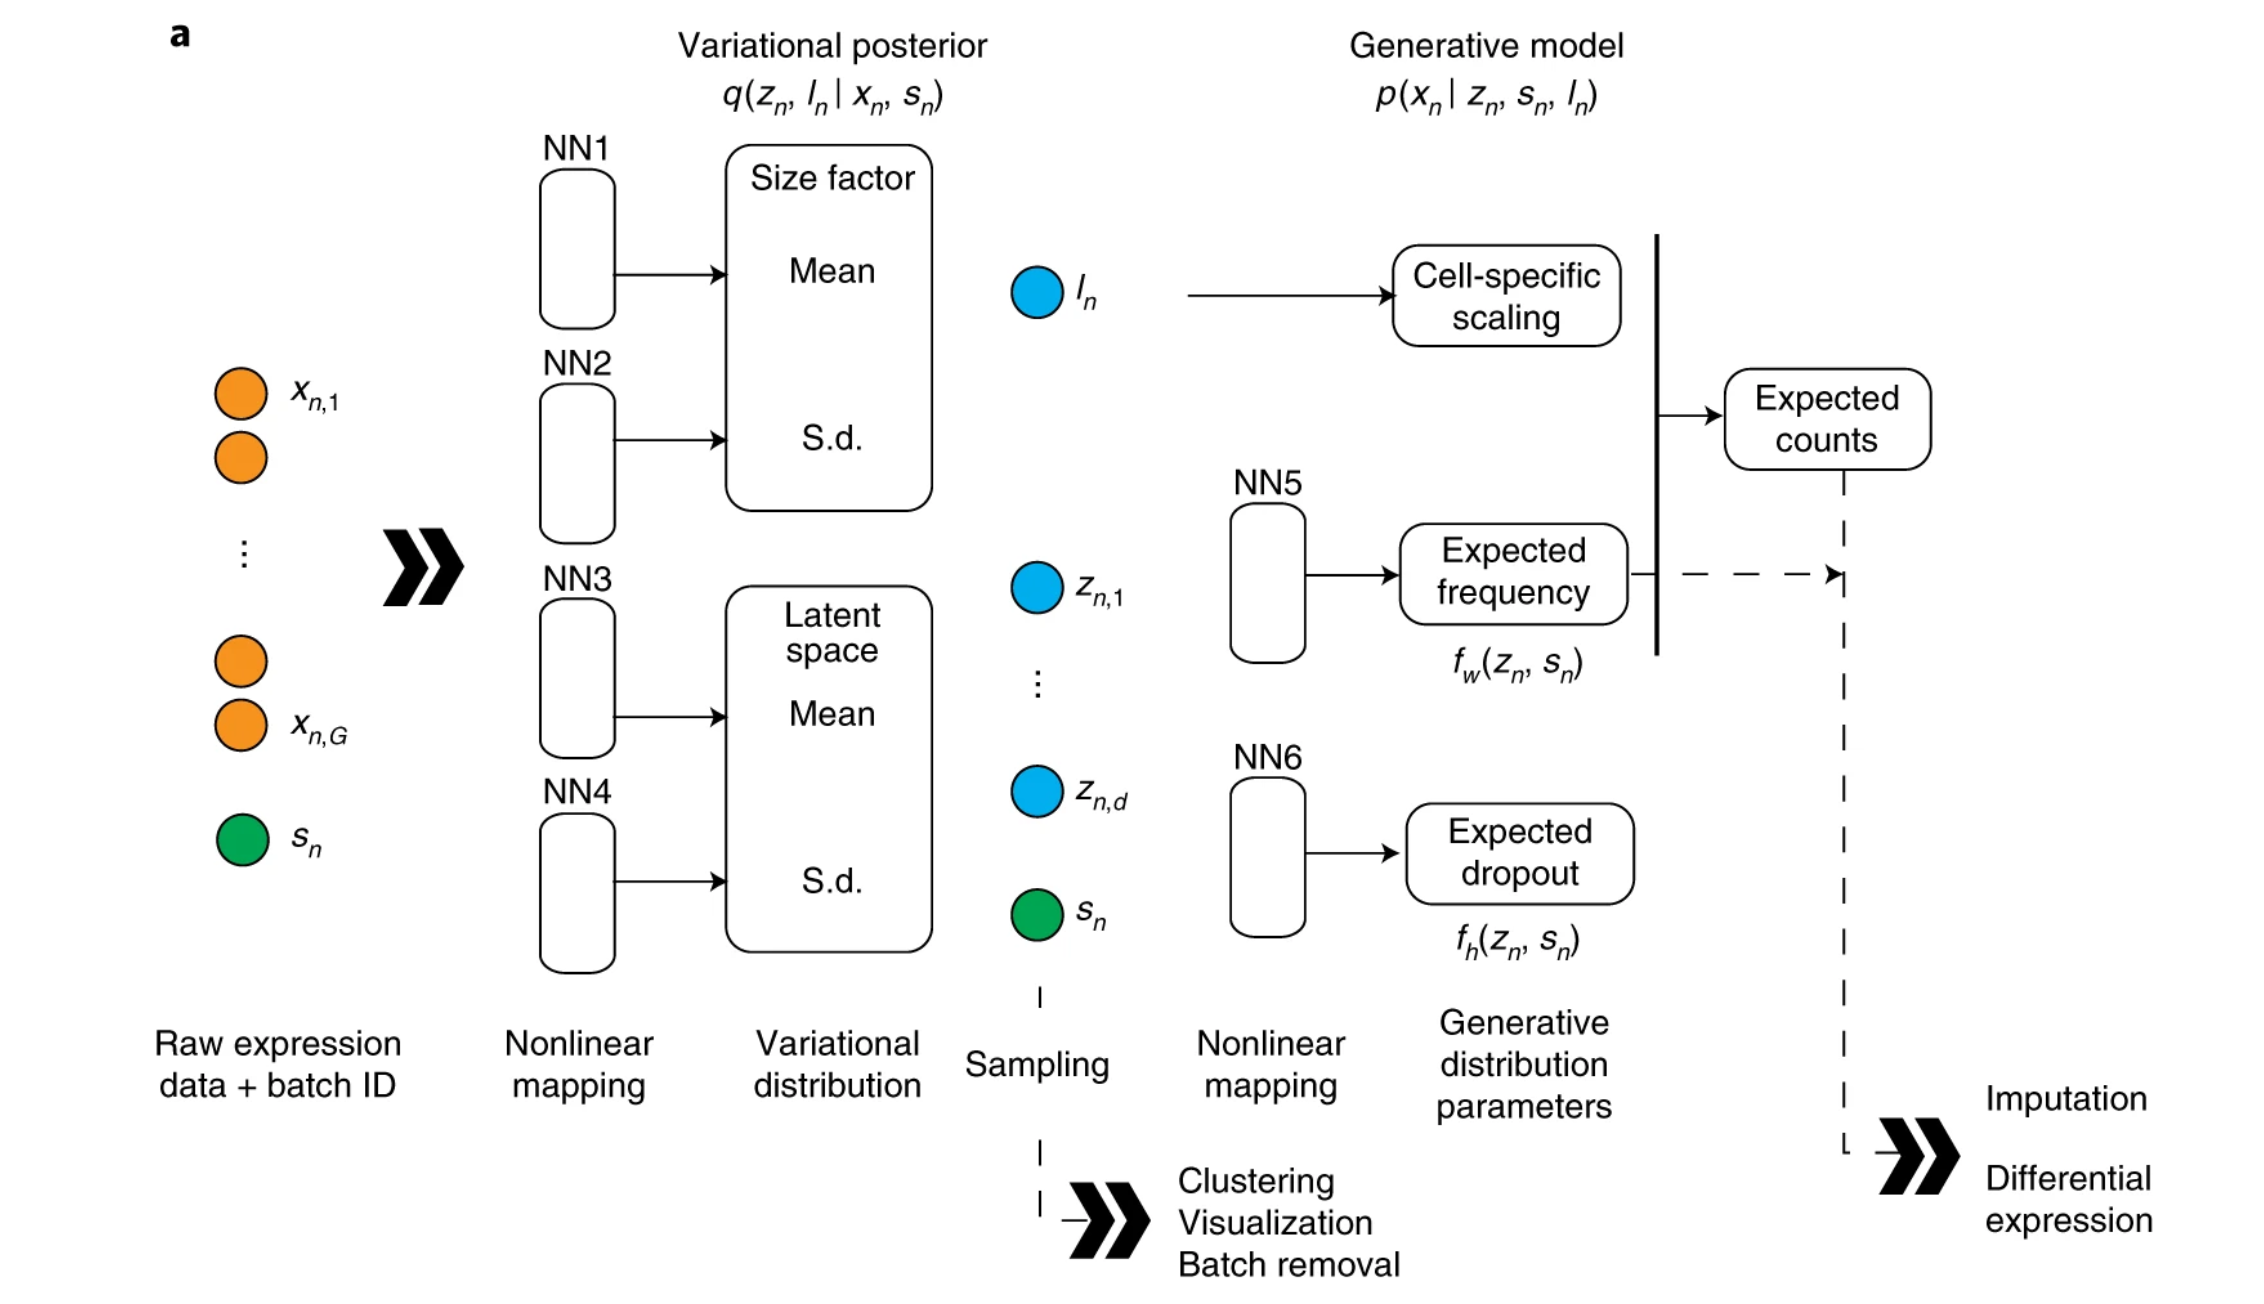 a
Variational posterior
q(zn, ln | xn, sn)
Generative model
p(xn | zn, sn, ln)
NN1
Size factor
Mean
ln
Cell-specific
scaling
NN2
S.d.
xn,1
⋮
xn,G
sn
Expected
counts
NN3
Latent
space
Mean
NN4
S.d.
zn,1
⋮
zn,d
sn
NN5
Expected
frequency
fw(zn, sn)
NN6
Expected
dropout
fh(zn, sn)
Raw expression
data + batch ID
Nonlinear
mapping
Variational
distribution
Sampling
Nonlinear
mapping
Generative
distribution
parameters
Clustering
Visualization
Batch removal
Imputation
Differential
expression